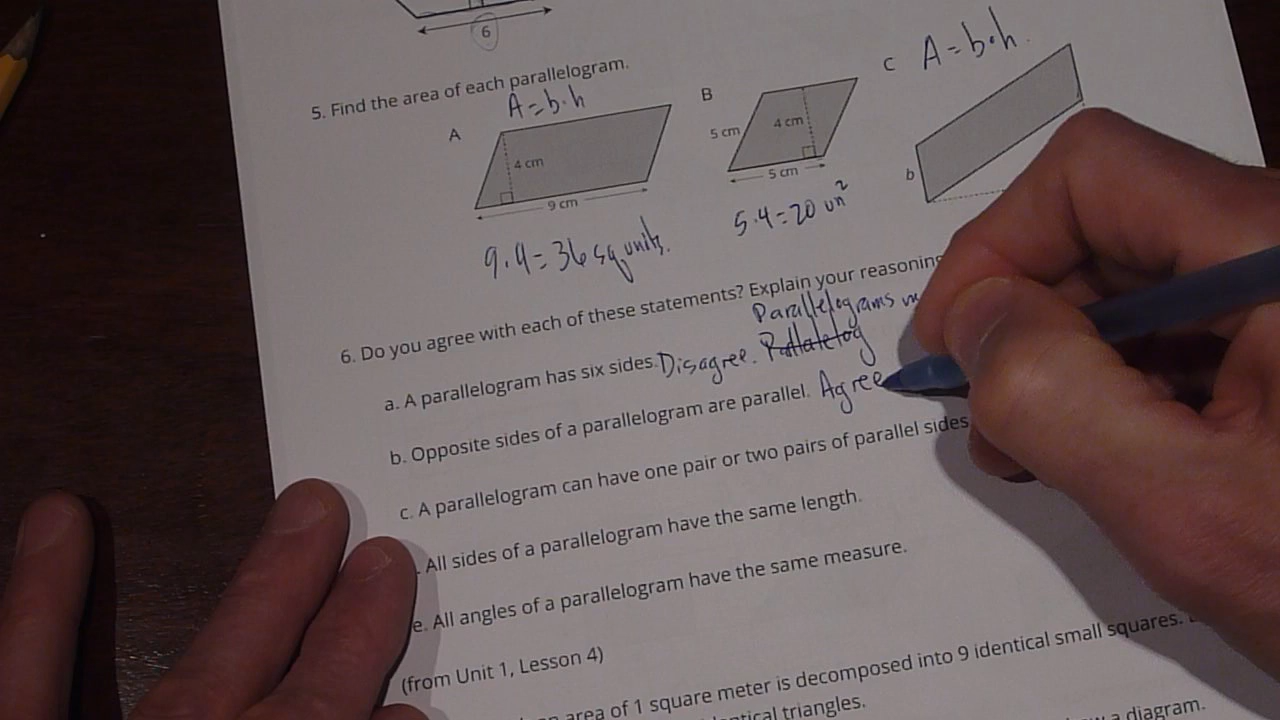 6
5. Find the area of each parallelogram.
A = b·h
A
4 cm
9 cm
9·4 = 36 sq units.
B
5 cm
4 cm
5 cm
5·4 = 20 un²
C
A = b·h
b
6. Do you agree with each of these statements? Explain your reasoning
Parallelograms
a. A parallelogram has six sides. Disagree.
b. Opposite sides of a parallelogram are parallel. Agree
c. A parallelogram can have one pair or two pairs of parallel sides
. All sides of a parallelogram have the same length.
e. All angles of a parallelogram have the same measure.
(from Unit 1, Lesson 4)
an area of 1 square meter is decomposed into 9 identical small squares.
identical triangles.
a diagram.